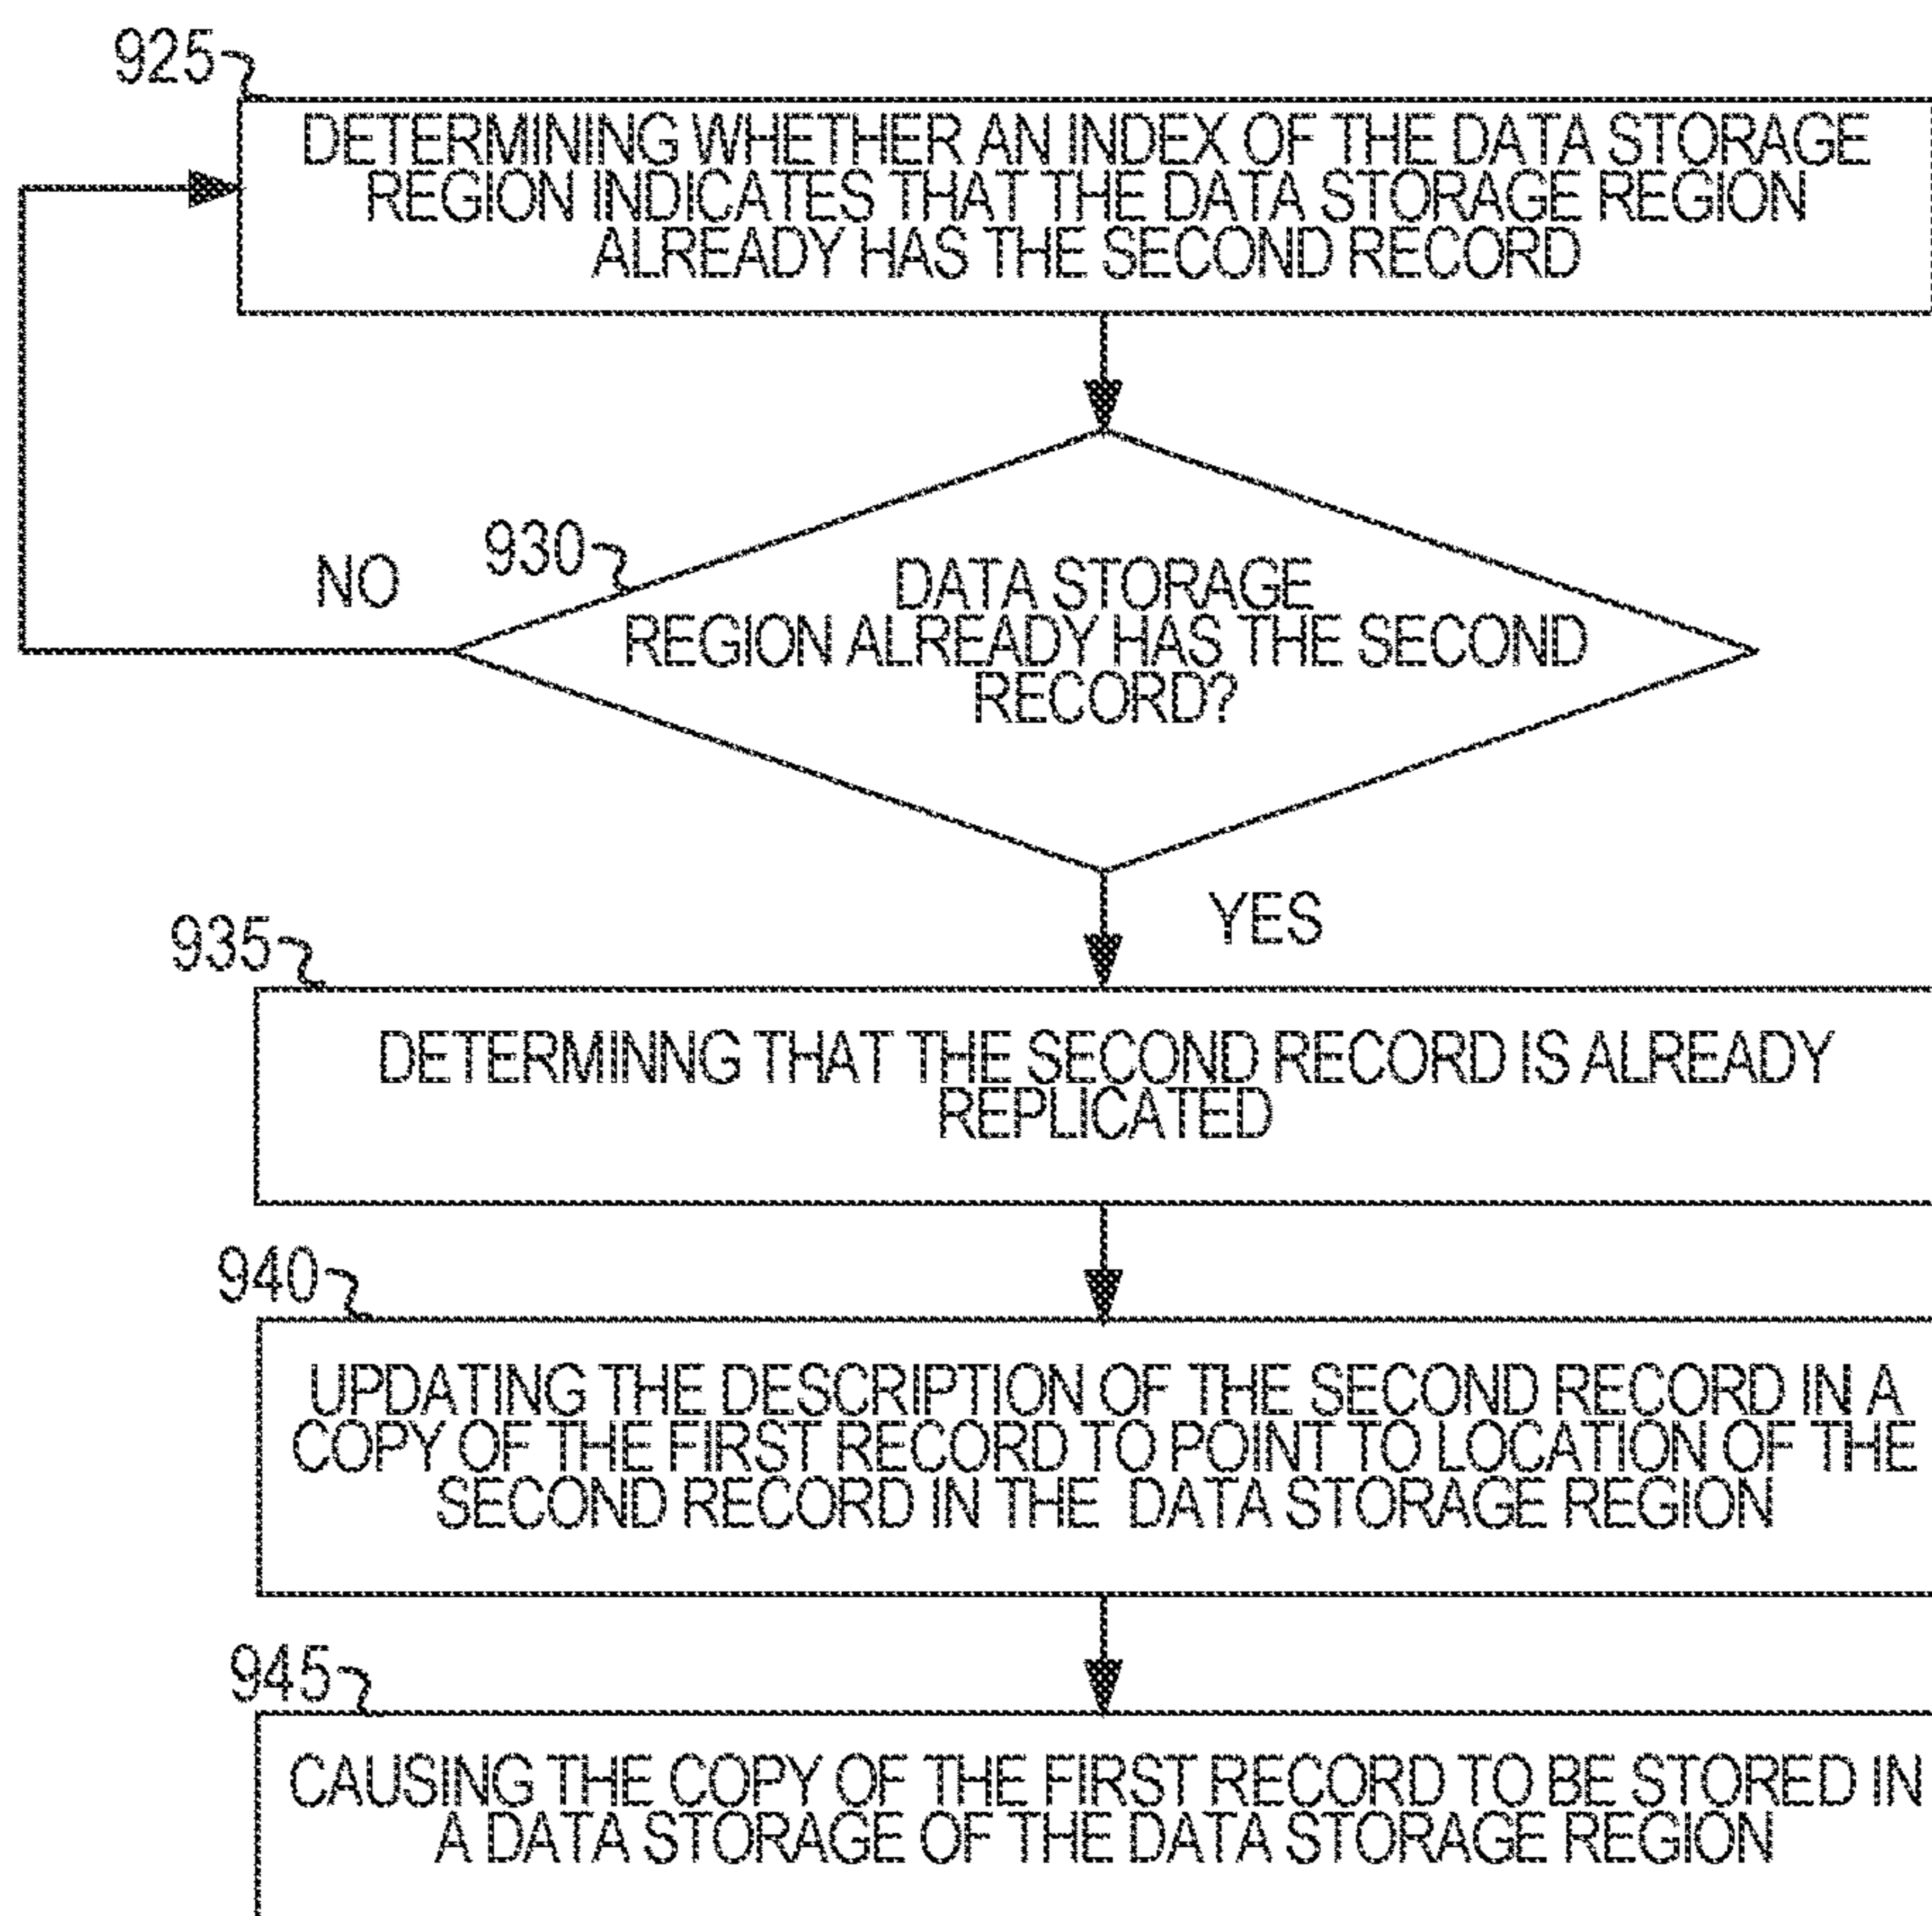 925
DETERMINING WHETHER AN INDEX OF THE DATA STORAGE
REGION INDICATES THAT THE DATA STORAGE REGION
ALREADY HAS THE SECOND RECORD
930
NO
DATA STORAGE
REGION ALREADY HAS THE SECOND
RECORD?
YES
935
DETERMINNG THAT THE SECOND RECORD IS ALREADY
REPLICATED
940
UPDATING THE DESCRIPTION OF THE SECOND RECORD IN A
COPY OF THE FIRST RECORD TO POINT TO LOCATION OF THE
SECOND RECORD IN THE DATA STORAGE REGION
945
CAUSING THE COPY OF THE FIRST RECORD TO BE STORED IN
A DATA STORAGE OF THE DATA STORAGE REGION